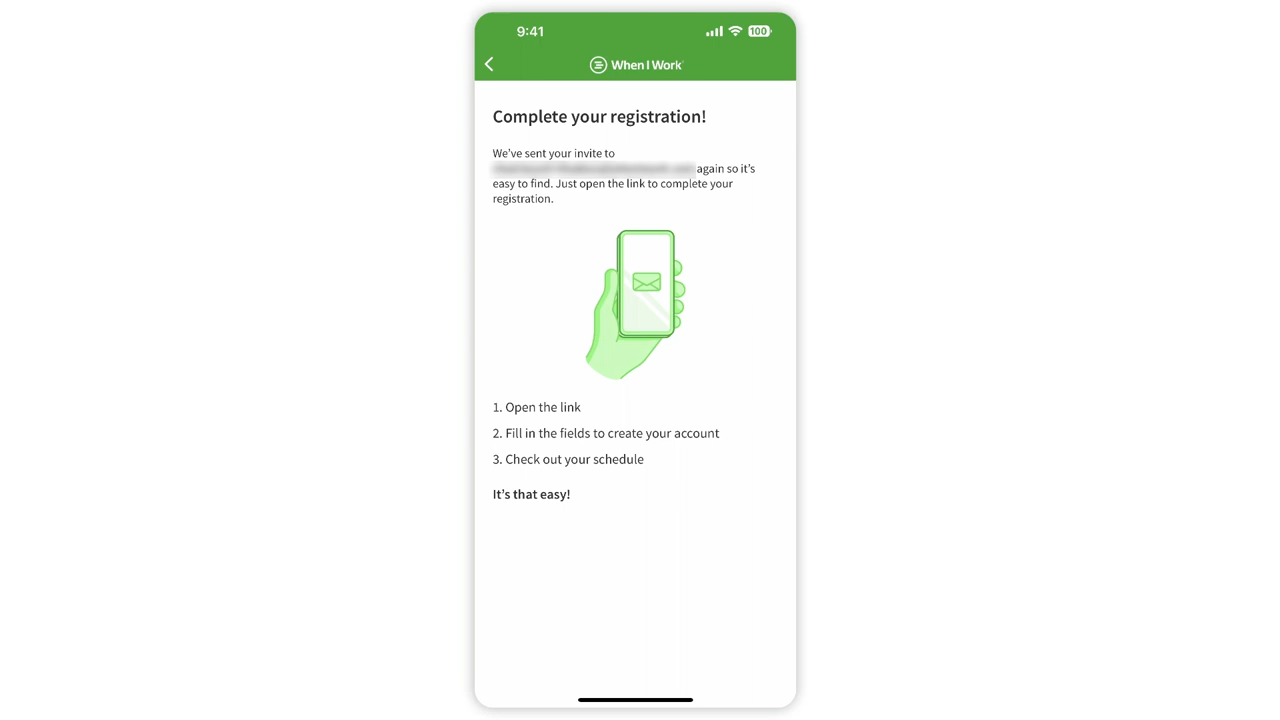 9:41
100
When I Work
Complete your registration!
We've sent your invite to
again so it's
easy to find. Just open the link to complete your
registration.
1. Open the link
2. Fill in the fields to create your account
3. Check out your schedule
It's that easy!